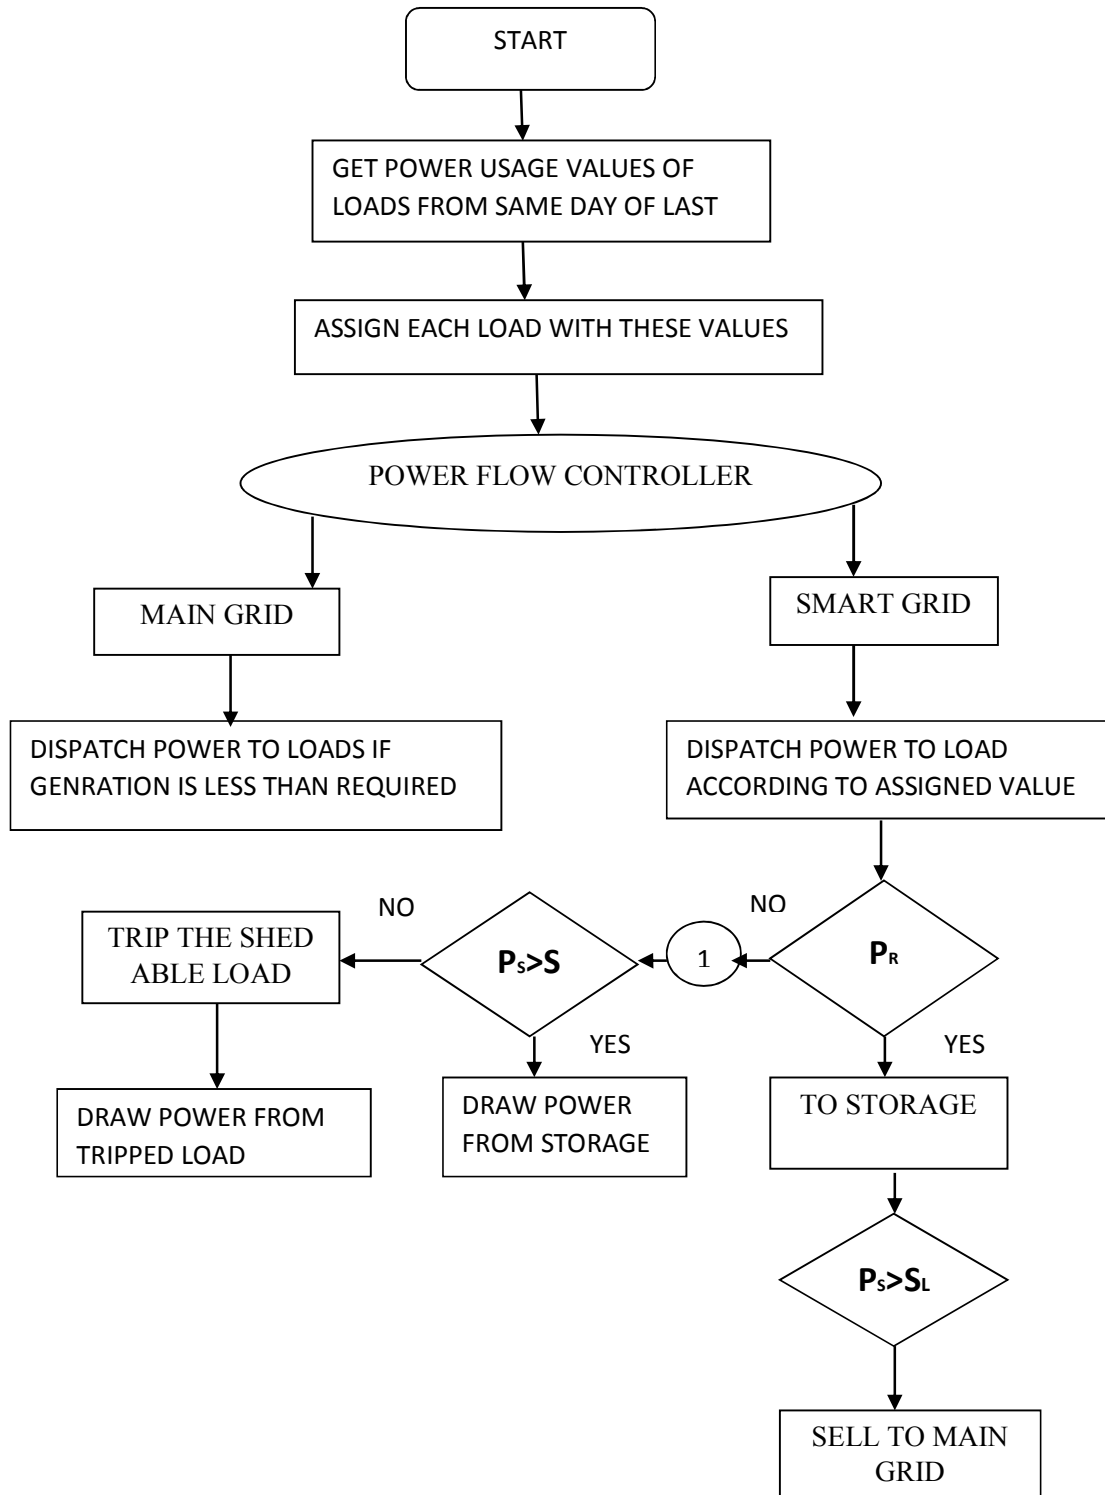 START
GET POWER USAGE VALUES OF
LOADS FROM SAME DAY OF LAST
ASSIGN EACH LOAD WITH THESE VALUES
POWER FLOW CONTROLLER
MAIN GRID
SMART GRID
DISPATCH POWER TO LOADS IF
GENRATION IS LESS THAN REQUIRED
DISPATCH POWER TO LOAD
ACCORDING TO ASSIGNED VALUE
NO
NO
TRIP THE SHED
ABLE LOAD
PS>S
1
PR
YES
YES
DRAW POWER FROM
TRIPPED LOAD
DRAW POWER
FROM STORAGE
TO STORAGE
PS>SL
SELL TO MAIN
GRID